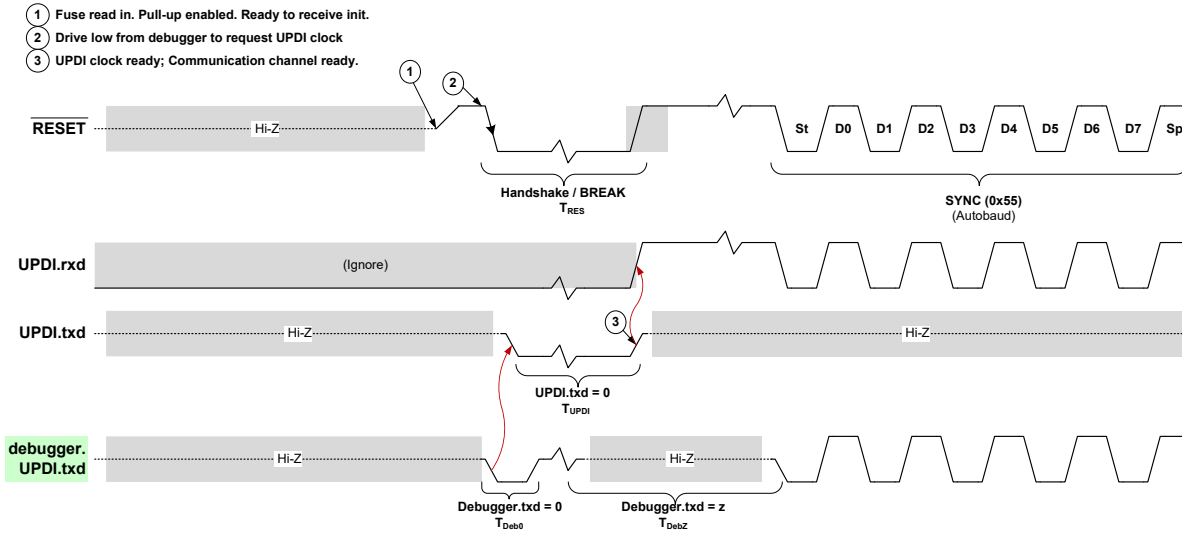 1 Fuse read in. Pull-up enabled. Ready to receive init.
2 Drive low from debugger to request UPDI clock
3 UPDI clock ready; Communication channel ready.
1
2
RESET
Hi-Z
St D0 D1 D2 D3 D4 D5 D6 D7 Sp
Handshake / BREAK
TRES
SYNC (0x55)
(Autobaud)
UPDI.rxd
(Ignore)
UPDI.txd
Hi-Z
3
Hi-Z
UPDI.txd = 0
TUPDI
debugger.
UPDI.txd
Hi-Z
Hi-Z
Debugger.txd = 0
TDeb0
Debugger.txd = z
TDebZ